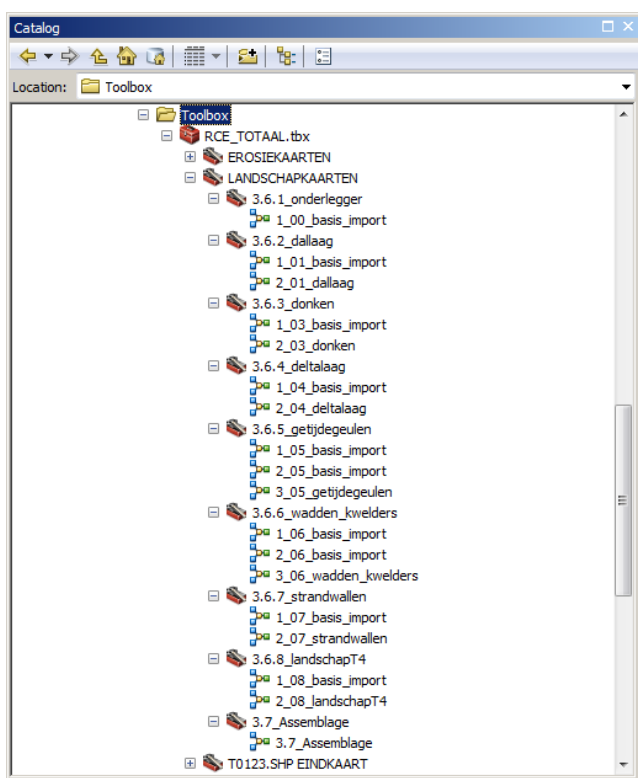 Catalog
Location: Toolbox
Toolbox
RCE_TOTAAL.tbx
EROSIEKAARTEN
LANDSCHAPKAARTEN
3.6.1_onderlegger
1_00_basis_import
3.6.2_dallaag
1_01_basis_import
2_01_dallaag
3.6.3_donken
1_03_basis_import
2_03_donken
3.6.4_deltalaag
1_04_basis_import
2_04_deltalaag
3.6.5_getijdegeulen
1_05_basis_import
2_05_basis_import
3_05_getijdegeulen
3.6.6_wadden_kwelders
1_06_basis_import
2_06_basis_import
3_06_wadden_kwelders
3.6.7_strandwallen
1_07_basis_import
2_07_strandwallen
3.6.8_landschapT4
1_08_basis_import
2_08_landschapT4
3.7_Assemblage
3.7_Assemblage
T0123.SHP EINDKAART